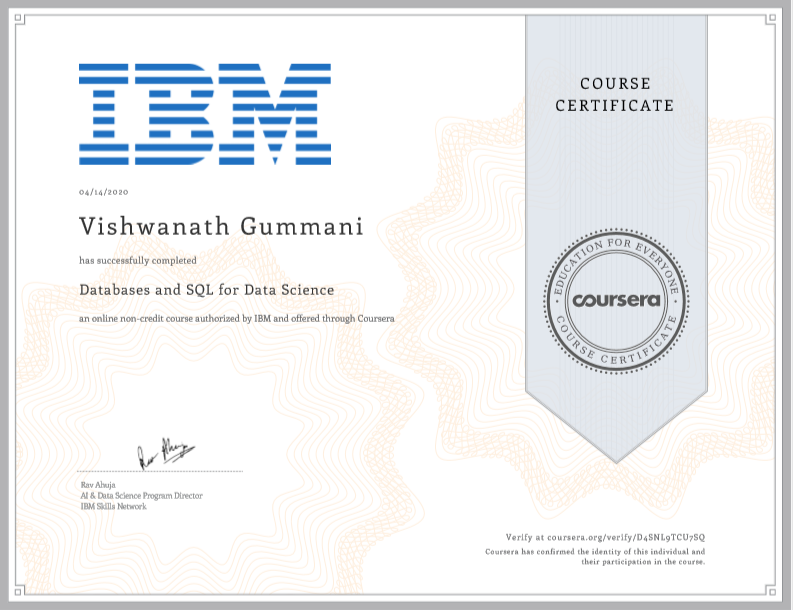 IBM
04/14/2020
Vishwanath Gummani
has successfully completed
Databases and SQL for Data Science
an online non-credit course authorized by IBM and offered through Coursera
Rav Ahuja
AI & Data Science Program Director
IBM Skills Network
COURSE
CERTIFICATE
EDUCATION FOR EVERYONE
coursera
COURSE CERTIFICATE
Verify at coursera.org/verify/D4SNL9TCU7SQ
Coursera has confirmed the identity of this individual and
their participation in the course.